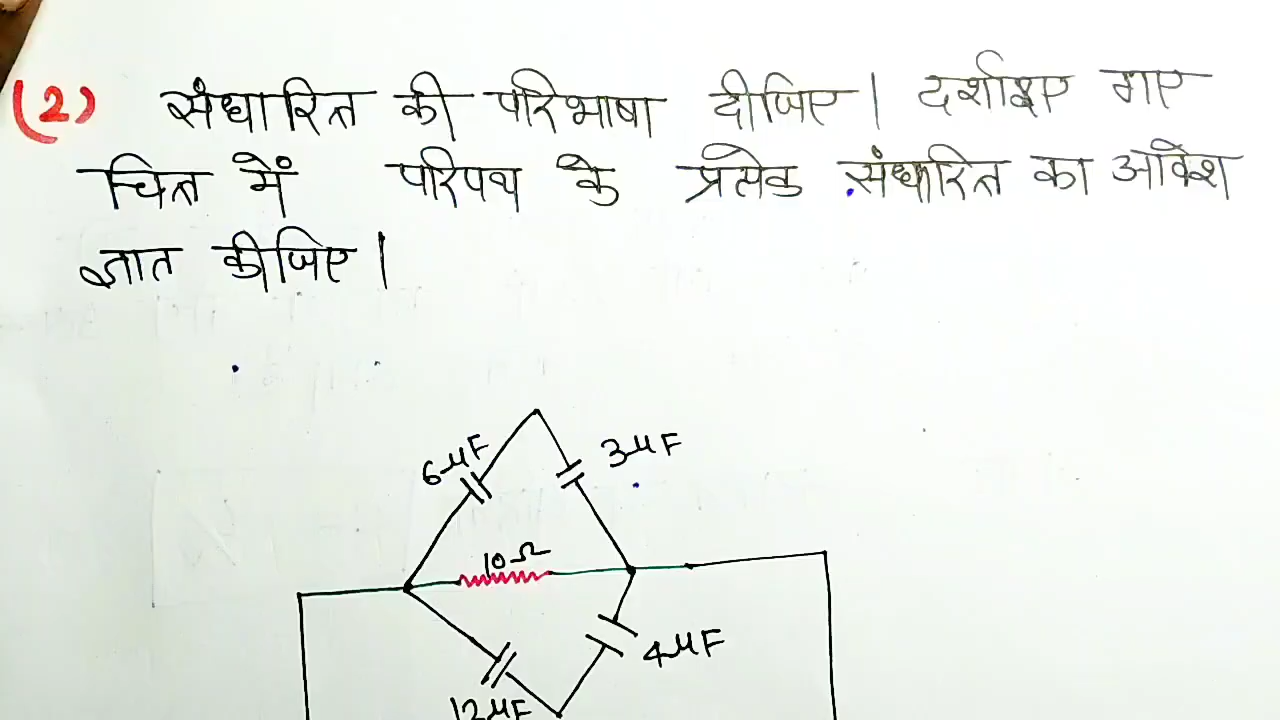 (2) संधारित्र की परिभाषा दीजिए। दर्शाए गए
चित्र में परिपथ के प्रत्येक संधारित्र का आवेश
ज्ञात कीजिए।
6μF
3μF
10Ω
4μF
12μF